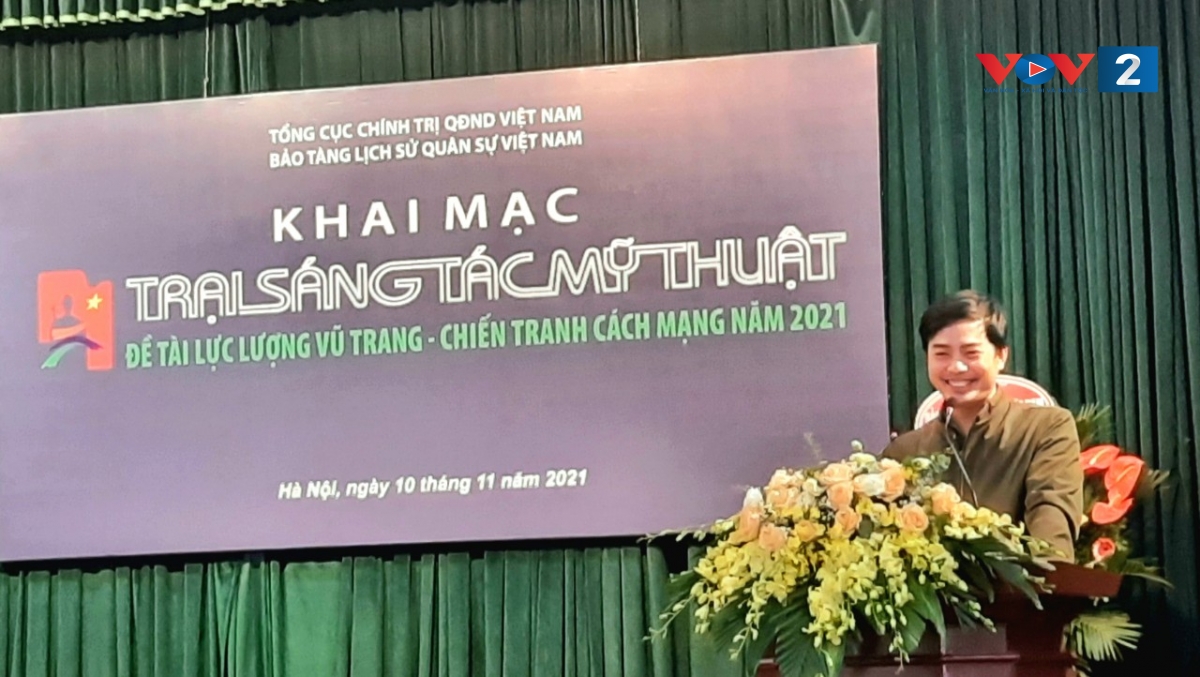 VOV 2
TỔNG CỤC CHÍNH TRỊ QĐND VIỆT NAM
BẢO TÀNG LỊCH SỬ QUÂN SỰ VIỆT NAM
KHAI MẠC
TRẠI SÁNG TÁC MỸ THUẬT
ĐỀ TÀI LỰC LƯỢNG VŨ TRANG - CHIẾN TRANH CÁCH MẠNG NĂM 2021
Hà Nội, ngày 10 tháng 11 năm 2021